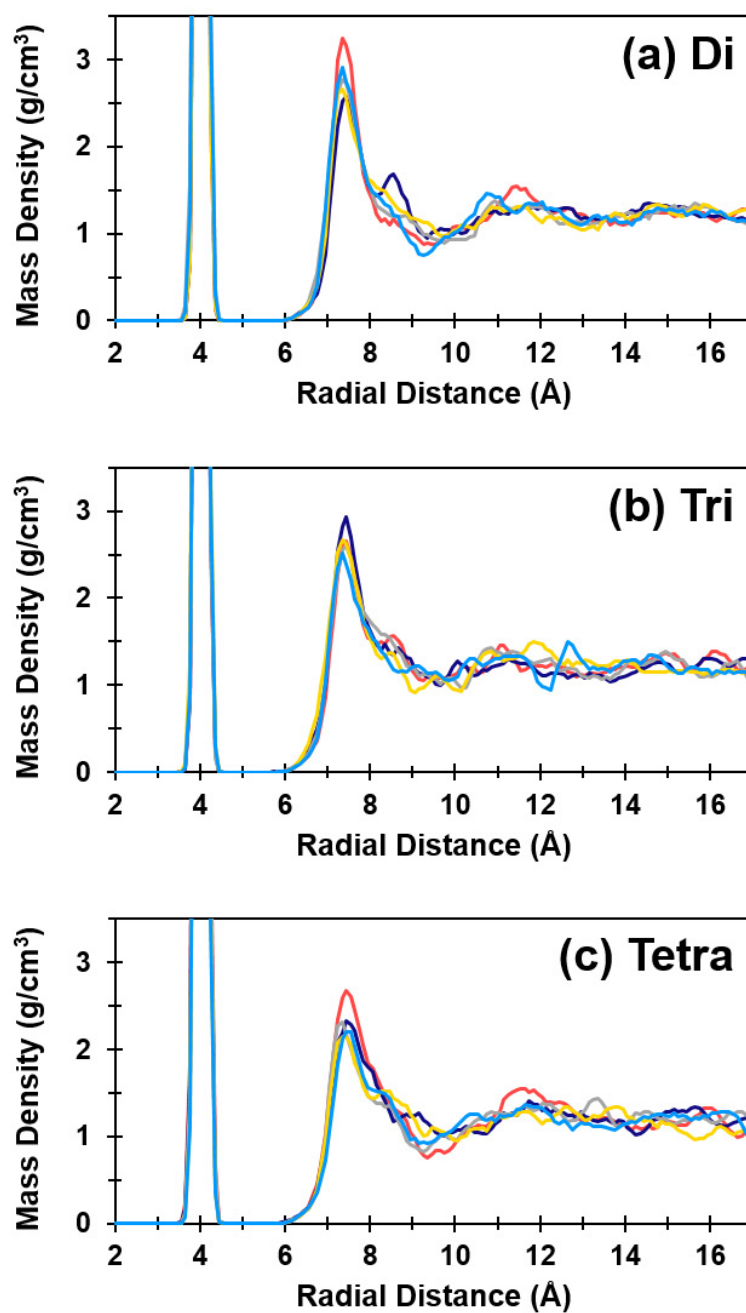 (a) Di
Mass Density (g/cm³)
3
2
1
0
2 4 6 8 10 12 14 16
Radial Distance (Å)
(b) Tri
Mass Density (g/cm³)
3
2
1
0
2 4 6 8 10 12 14 16
Radial Distance (Å)
(c) Tetra
Mass Density (g/cm³)
3
2
1
0
2 4 6 8 10 12 14 16
Radial Distance (Å)